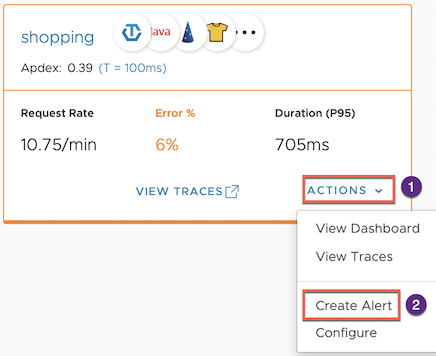 shopping
Java
Apdex: 0.39 (T = 100ms)
Request Rate Error % Duration (P95)
10.75/min 6% 705ms
VIEW TRACES ACTIONS 1
View Dashboard
View Traces
Create Alert 2
Configure